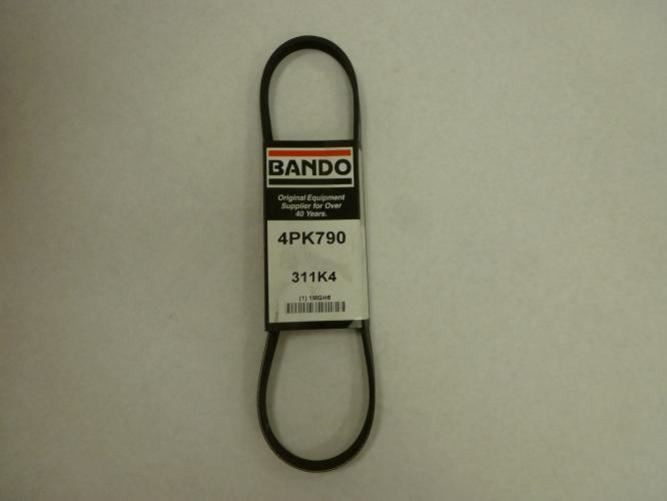 BANDO
Original Equipment
Supplier for Over
40 Years.
4PK790
311K4